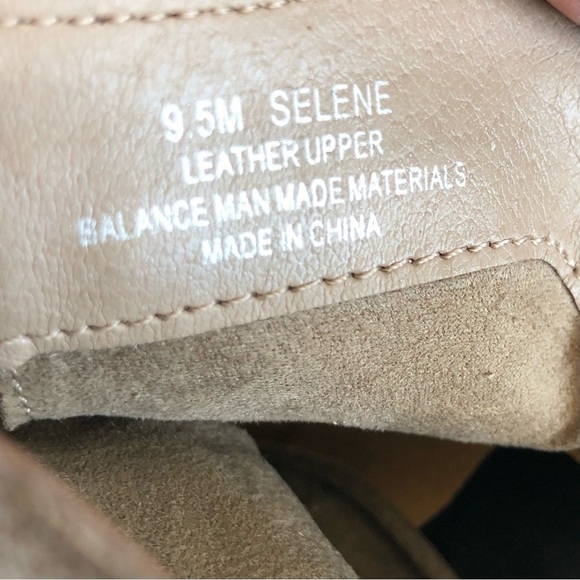 9.5M SELENE
LEATHER UPPER
BALANCE MAN MADE MATERIALS
MADE IN CHINA